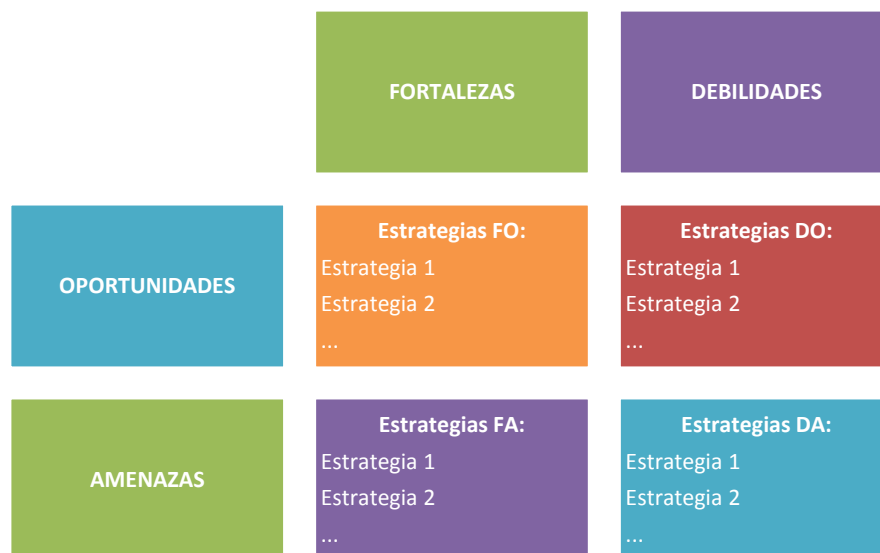 FORTALEZAS
DEBILIDADES
OPORTUNIDADES
Estrategias FO:
Estrategia 1
Estrategia 2
...
Estrategias DO:
Estrategia 1
Estrategia 2
...
AMENAZAS
Estrategias FA:
Estrategia 1
Estrategia 2
...
Estrategias DA:
Estrategia 1
Estrategia 2
...